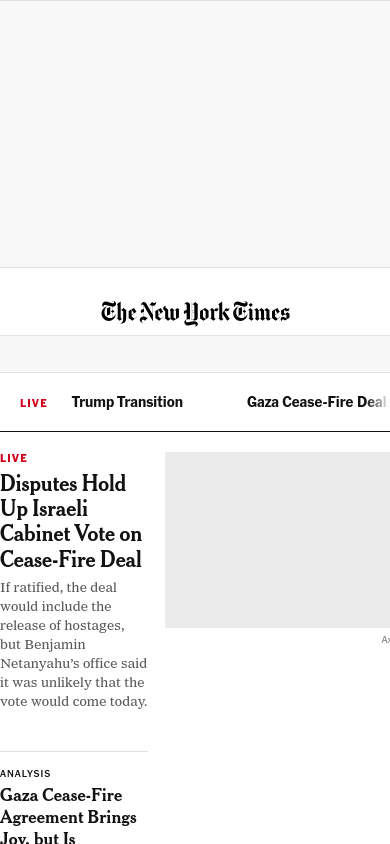 The New York Times
LIVE Trump Transition Gaza Cease-Fire Deal
LIVE
Disputes Hold
Up Israeli
Cabinet Vote on
Cease-Fire Deal
If ratified, the deal
would include the
release of hostages,
but Benjamin
Netanyahu’s office said
it was unlikely that the
vote would come today.
ANALYSIS
Gaza Cease-Fire
Agreement Brings
Joy, but Is